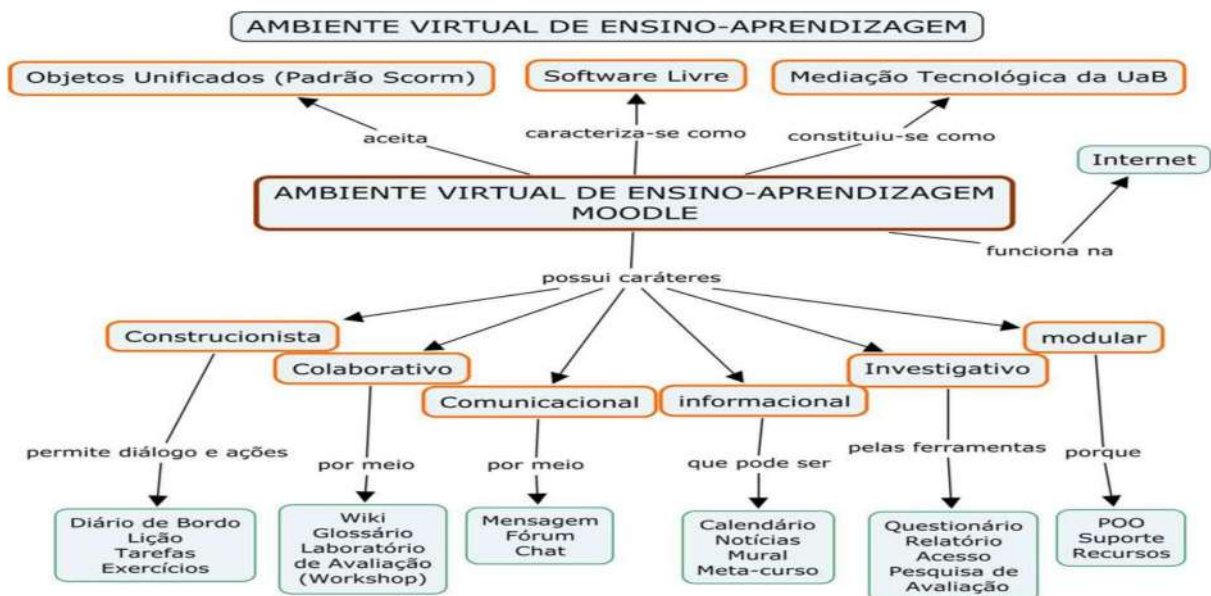 AMBIENTE VIRTUAL DE ENSINO-APRENDIZAGEM
Objetos Unificados (Padrão Scorm)
Software Livre
Mediação Tecnológica da UaB
aceita
caracteriza-se como
constituiu-se como
Internet
AMBIENTE VIRTUAL DE ENSINO-APRENDIZAGEM
MOODLE
funciona na
possui caráteres
Construcionista
Colaborativo
Comunicacional
informacional
Investigativo
modular
permite diálogo e ações
por meio
por meio
que pode ser
pelas ferramentas
porque
Diário de Bordo
Lição
Tarefas
Exercícios
Wiki
Glossário
Laboratório
de Avaliação
(Workshop)
Mensagem
Fórum
Chat
Calendário
Notícias
Mural
Meta-curso
Questionário
Relatório
Acesso
Pesquisa de
Avaliação
POO
Suporte
Recursos